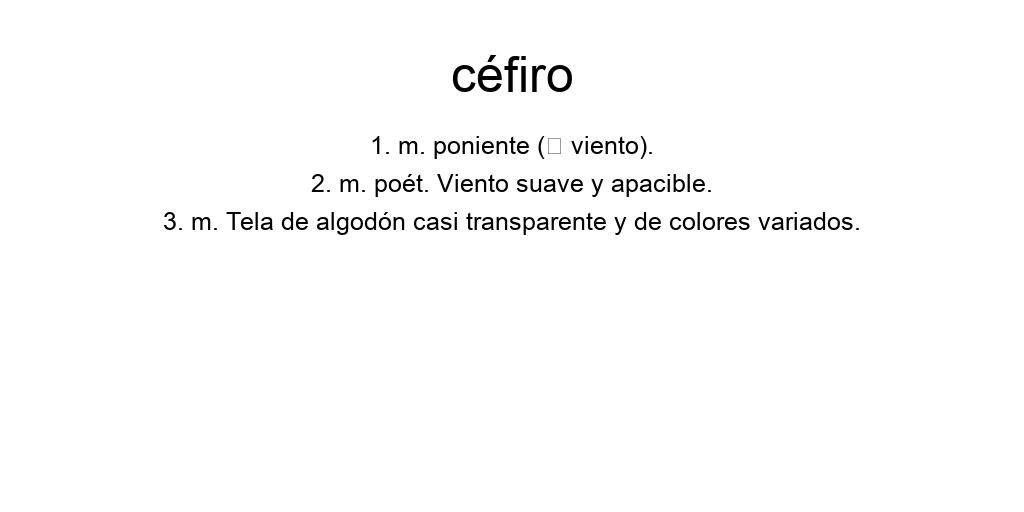 céfiro
1. m. poniente (□ viento).
2. m. poét. Viento suave y apacible.
3. m. Tela de algodón casi transparente y de colores variados.